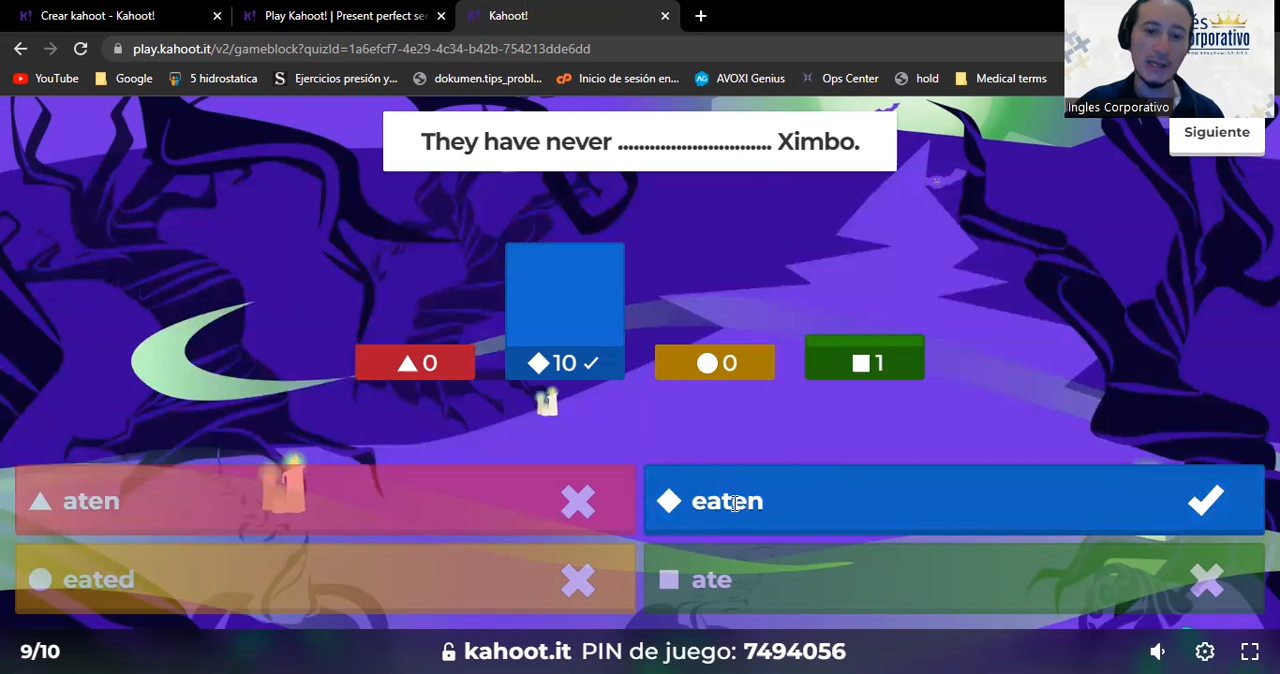 Crear kahoot - Kahoot!
Play Kahoot! | Present perfect ser
Kahoot!
play.kahoot.it/v2/gameblock?quizId=1a6efcf7-4e29-4c34-b42b-754213dde6dd
YouTube
Google
5 hidrostatica
Ejercicios presión y...
dokumen.tips_probl...
Inicio de sesión en...
AVOXI Genius
Ops Center
hold
Medical terms
és
orporativo
Ingles Corporativo
They have never ............................. Ximbo.
Siguiente
0
10
0
1
aten
eaten
eated
ate
9/10
kahoot.it PIN de juego: 7494056